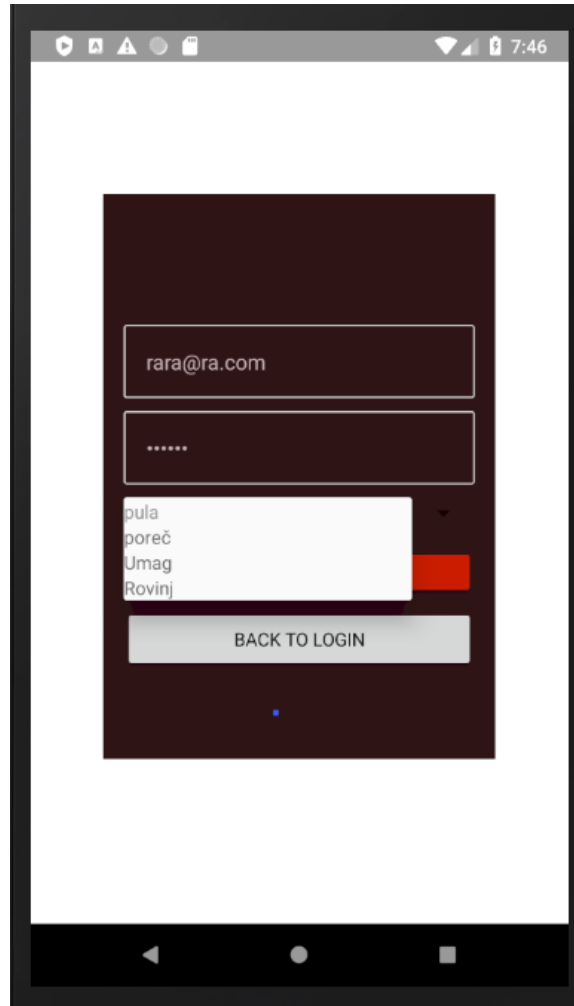 7:46
rara@ra.com
••••••
pula
poreč
Umag
Rovinj
BACK TO LOGIN